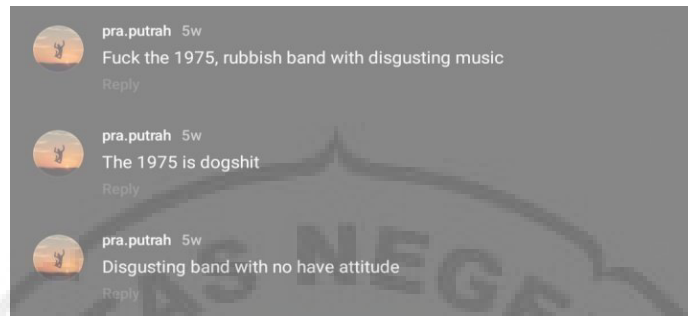 pra.putrah 5w
Fuck the 1975, rubbish band with disgusting music
Reply
pra.putrah 5w
The 1975 is dogshit
Reply
pra.putrah 5w
Disgusting band with no have attitude
Reply